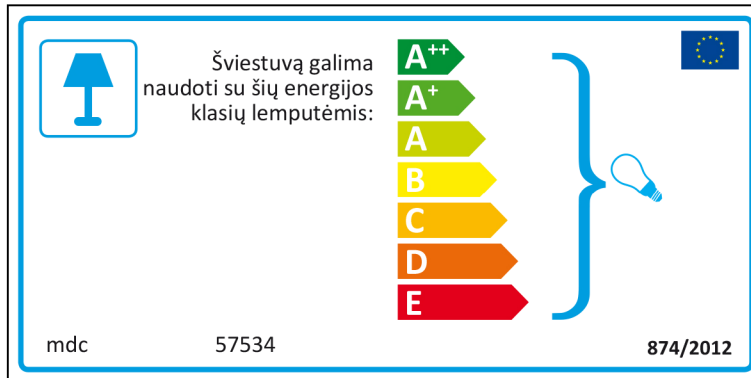 Šviestuvą galima
naudoti su šių energijos
klasių lemputėmis:
A++
A+
A
B
C
D
E
mdc 57534 874/2012